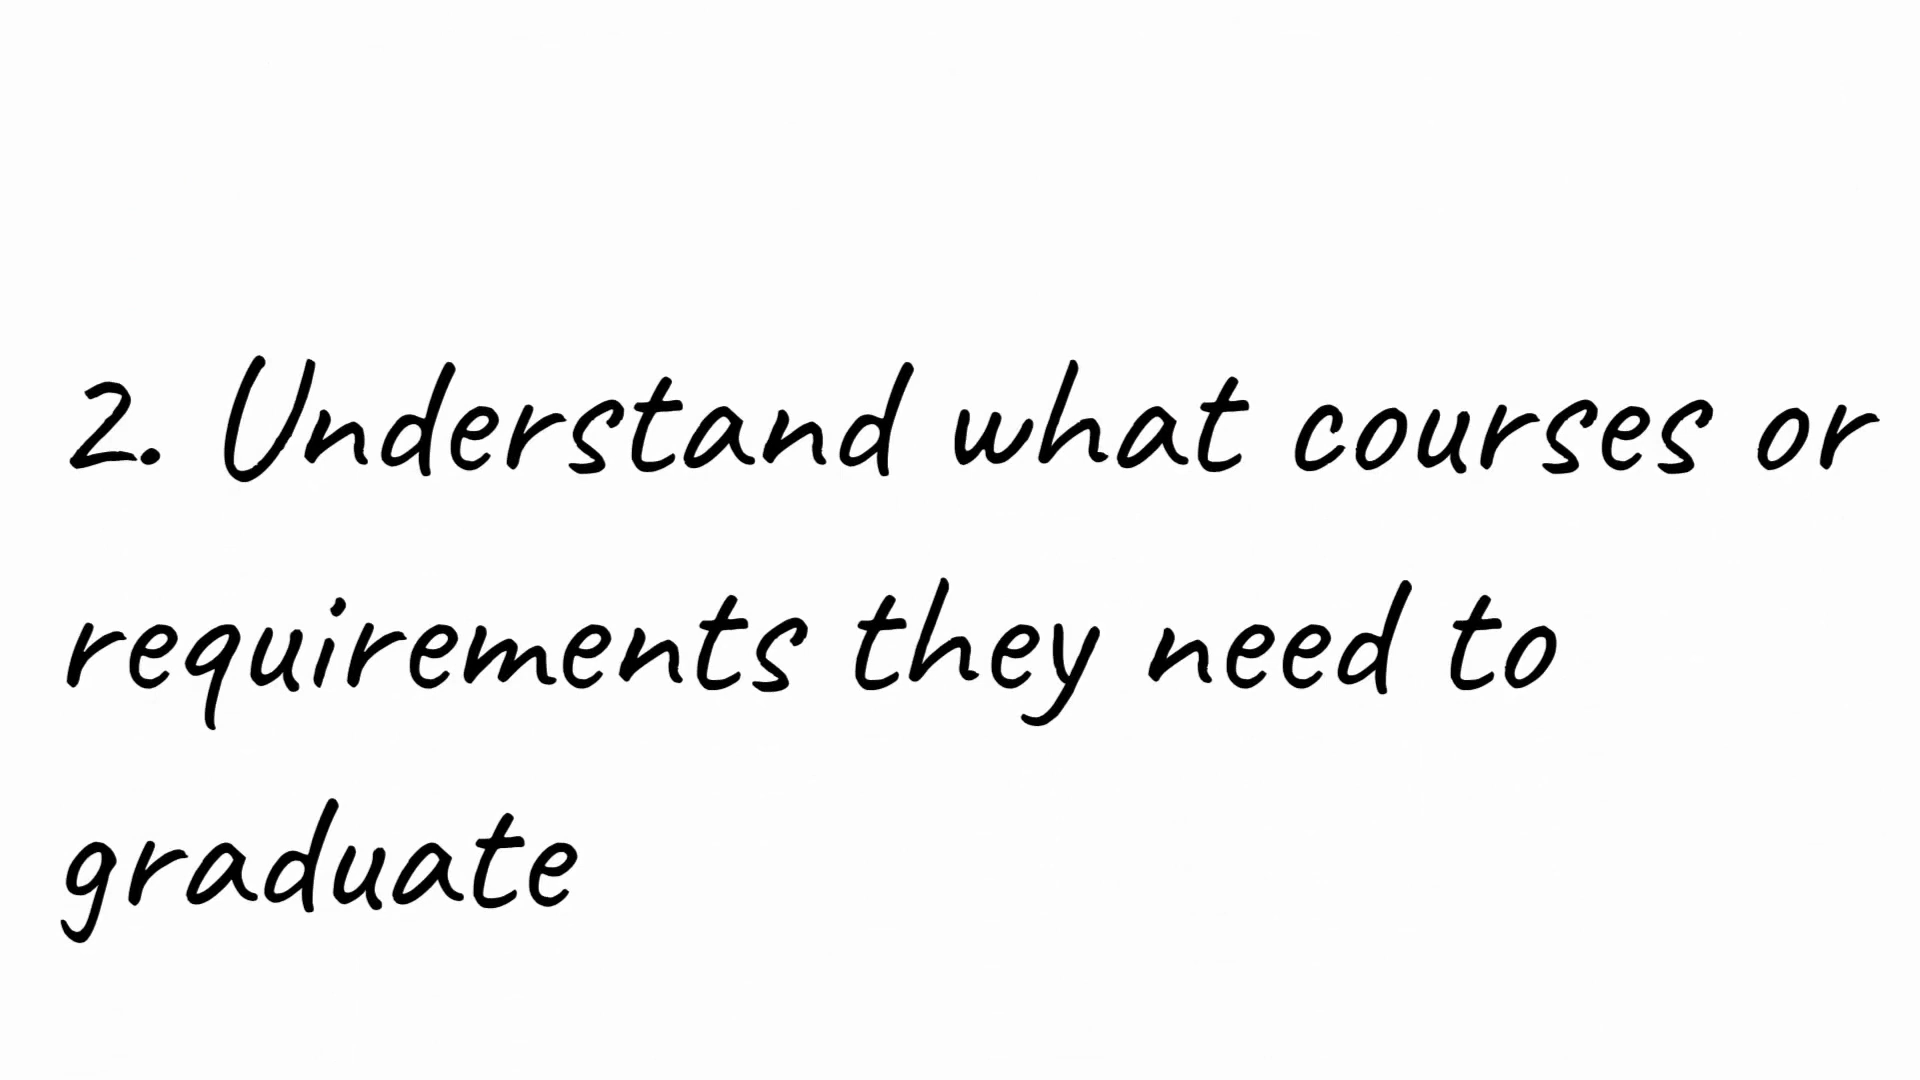 2. Understand what courses or
requirements they need to
graduate